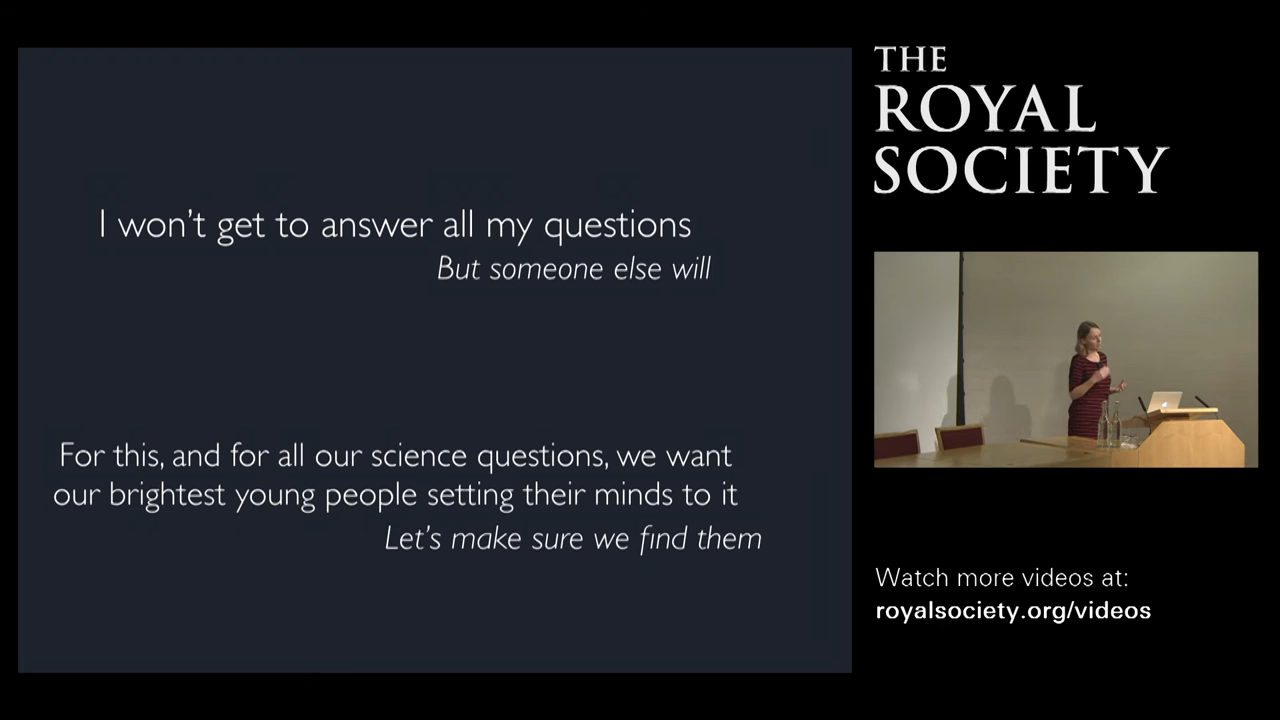 I won't get to answer all my questions
But someone else will
For this, and for all our science questions, we want
our brightest young people setting their minds to it
Let's make sure we find them
THE
ROYAL
SOCIETY
Watch more videos at:
royalsociety.org/videos